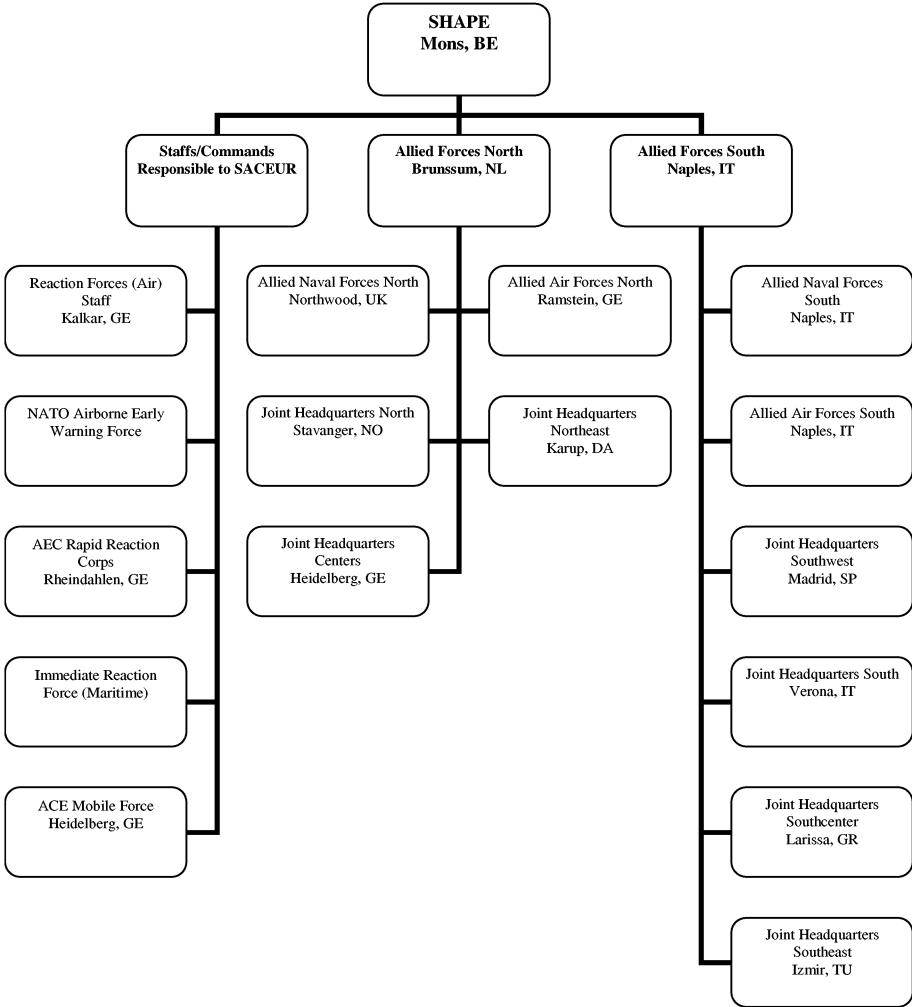 SHAPE
Mons, BE
Staffs/Commands
Responsible to SACEUR
Allied Forces North
Brunssum, NL
Allied Forces South
Naples, IT
Reaction Forces (Air)
Staff
Kalkar, GE
Allied Naval Forces North
Northwood, UK
Allied Air Forces North
Ramstein, GE
Allied Naval Forces
South
Naples, IT
NATO Airborne Early
Warning Force
Joint Headquarters North
Stavanger, NO
Joint Headquarters
Northeast
Karup, DA
Allied Air Forces South
Naples, IT
AEC Rapid Reaction
Corps
Rheindahlen, GE
Joint Headquarters
Centers
Heidelberg, GE
Joint Headquarters
Southwest
Madrid, SP
Immediate Reaction
Force (Maritime)
Joint Headquarters South
Verona, IT
ACE Mobile Force
Heidelberg, GE
Joint Headquarters
Southcenter
Larissa, GR
Joint Headquarters
Southeast
Izmir, TU